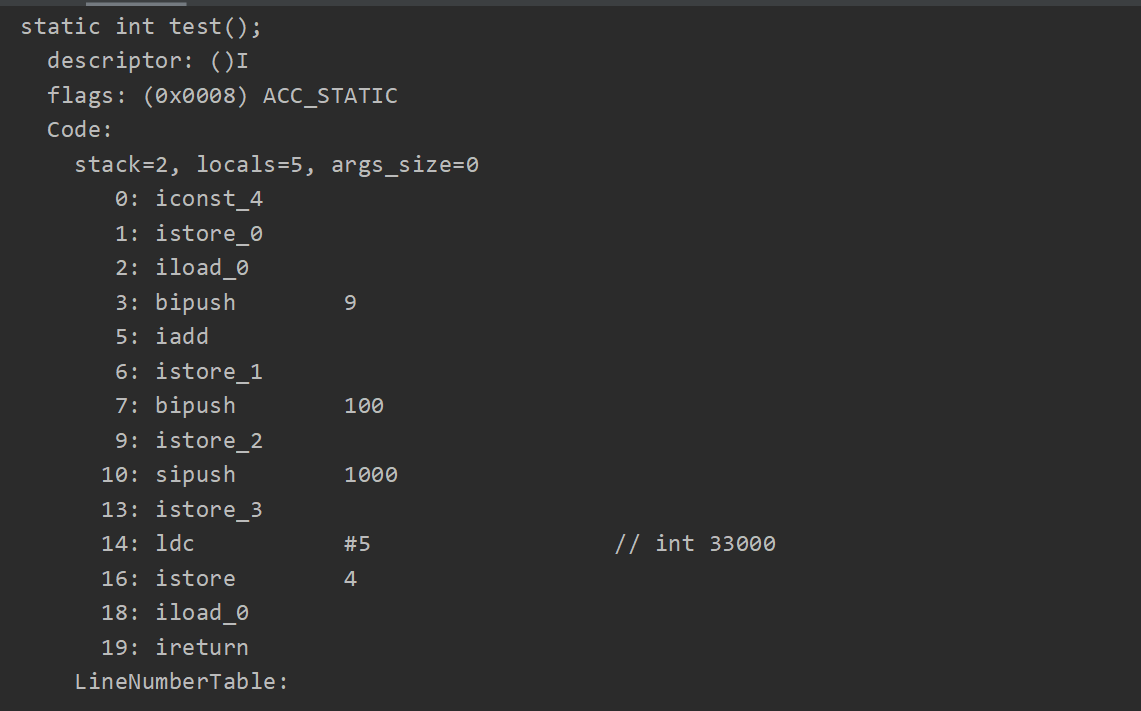 static int test();
descriptor: ()I
flags: (0x0008) ACC_STATIC
Code:
stack=2, locals=5, args_size=0
0: iconst_4
1: istore_0
2: iload_0
3: bipush 9
5: iadd
6: istore_1
7: bipush 100
9: istore_2
10: sipush 1000
13: istore_3
14: ldc #5 // int 33000
16: istore 4
18: iload_0
19: ireturn
LineNumberTable: